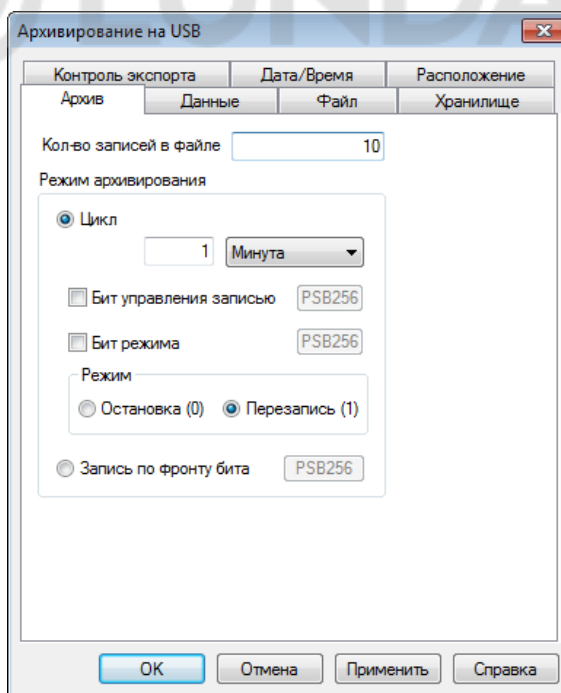 Архивирование на USB
Контроль экспорта Дата/Время Расположение
Архив Данные Файл Хранилище
Кол-во записей в файле 10
Режим архивирования
Цикл
1 Минута
Бит управления записью PSB256
Бит режима PSB256
Режим
Остановка (0) Перезапись (1)
Запись по фронту бита PSB256
OK Отмена Применить Справка